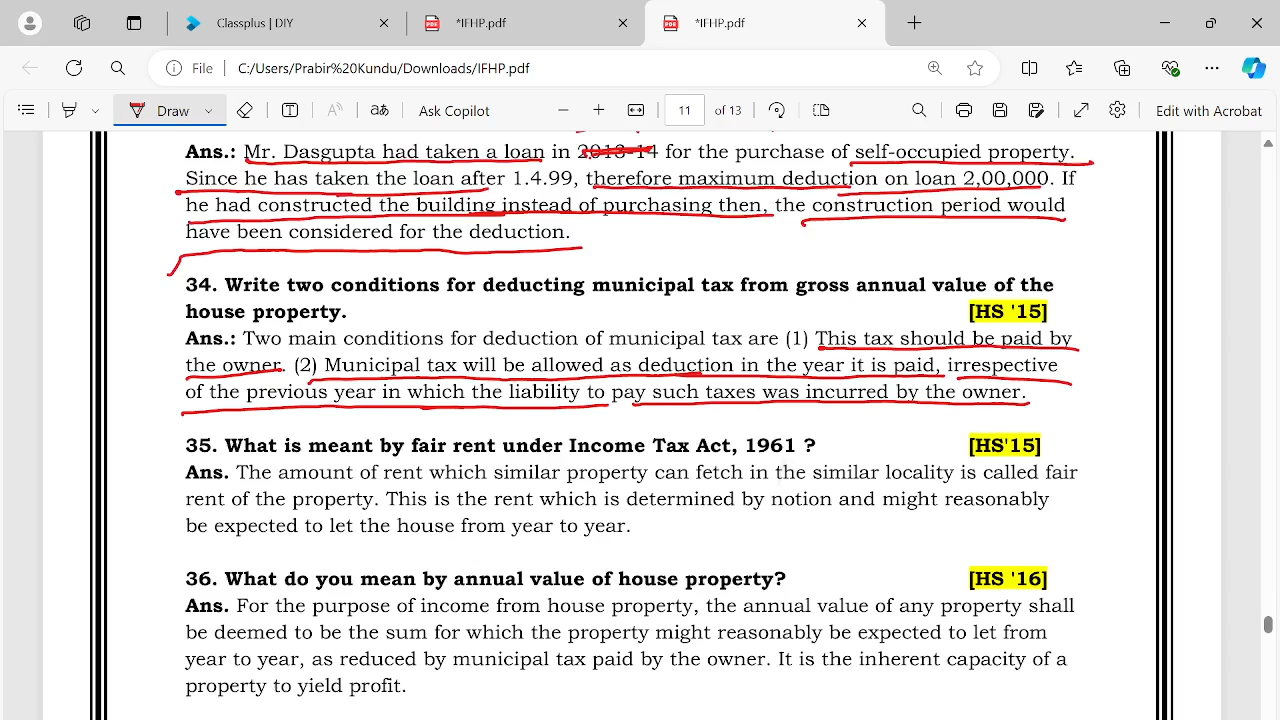 Classplus | DIY
*IFHP.pdf
*IFHP.pdf
File C:/Users/Prabir%20Kundu/Downloads/IFHP.pdf
Draw
Ask Copilot
11 of 13
Edit with Acrobat
Ans.: Mr. Dasgupta had taken a loan in 2013-14 for the purchase of self-occupied property.
Since he has taken the loan after 1.4.99, therefore maximum deduction on loan 2,00,000. If
he had constructed the building instead of purchasing then, the construction period would
have been considered for the deduction.
34. Write two conditions for deducting municipal tax from gross annual value of the
house property. [HS '15]
Ans.: Two main conditions for deduction of municipal tax are (1) This tax should be paid by
the owner. (2) Municipal tax will be allowed as deduction in the year it is paid, irrespective
of the previous year in which the liability to pay such taxes was incurred by the owner.
35. What is meant by fair rent under Income Tax Act, 1961 ? [HS'15]
Ans. The amount of rent which similar property can fetch in the similar locality is called fair
rent of the property. This is the rent which is determined by notion and might reasonably
be expected to let the house from year to year.
36. What do you mean by annual value of house property? [HS '16]
Ans. For the purpose of income from house property, the annual value of any property shall
be deemed to be the sum for which the property might reasonably be expected to let from
year to year, as reduced by municipal tax paid by the owner. It is the inherent capacity of a
property to yield profit.